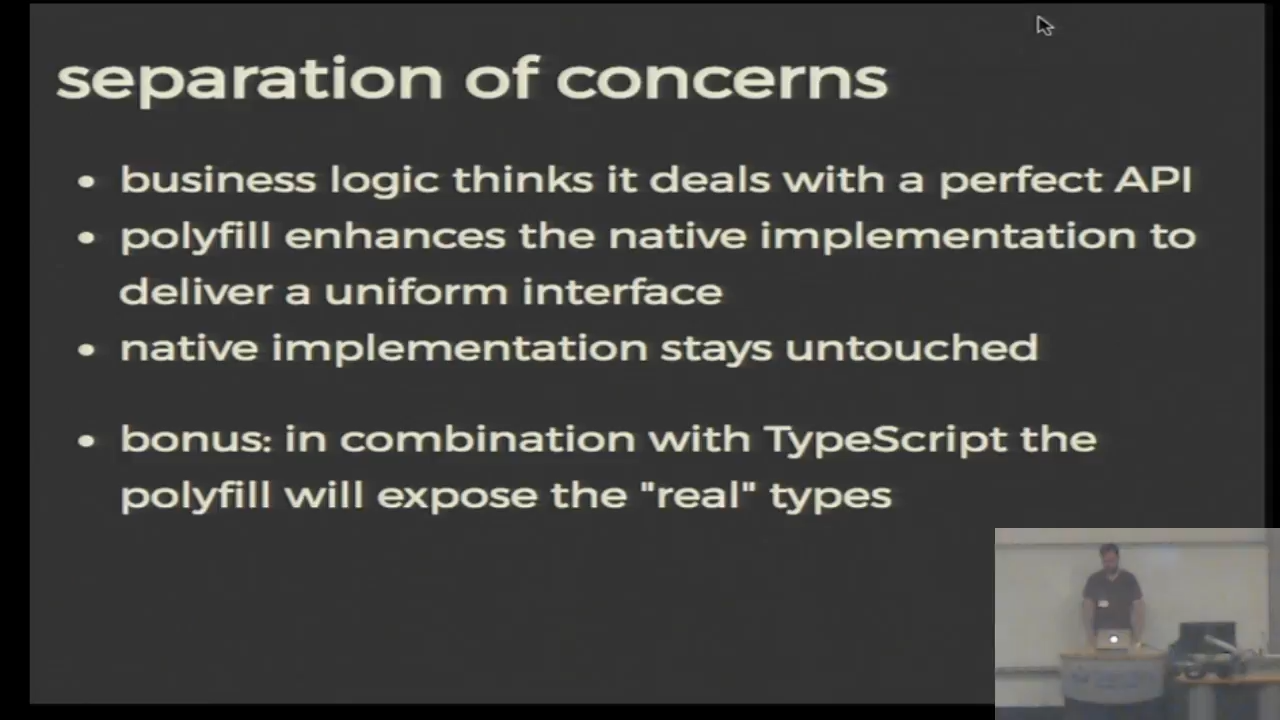 separation of concerns
• business logic thinks it deals with a perfect API
• polyfill enhances the native implementation to
deliver a uniform interface
• native implementation stays untouched
• bonus: in combination with TypeScript the
polyfill will expose the "real" types